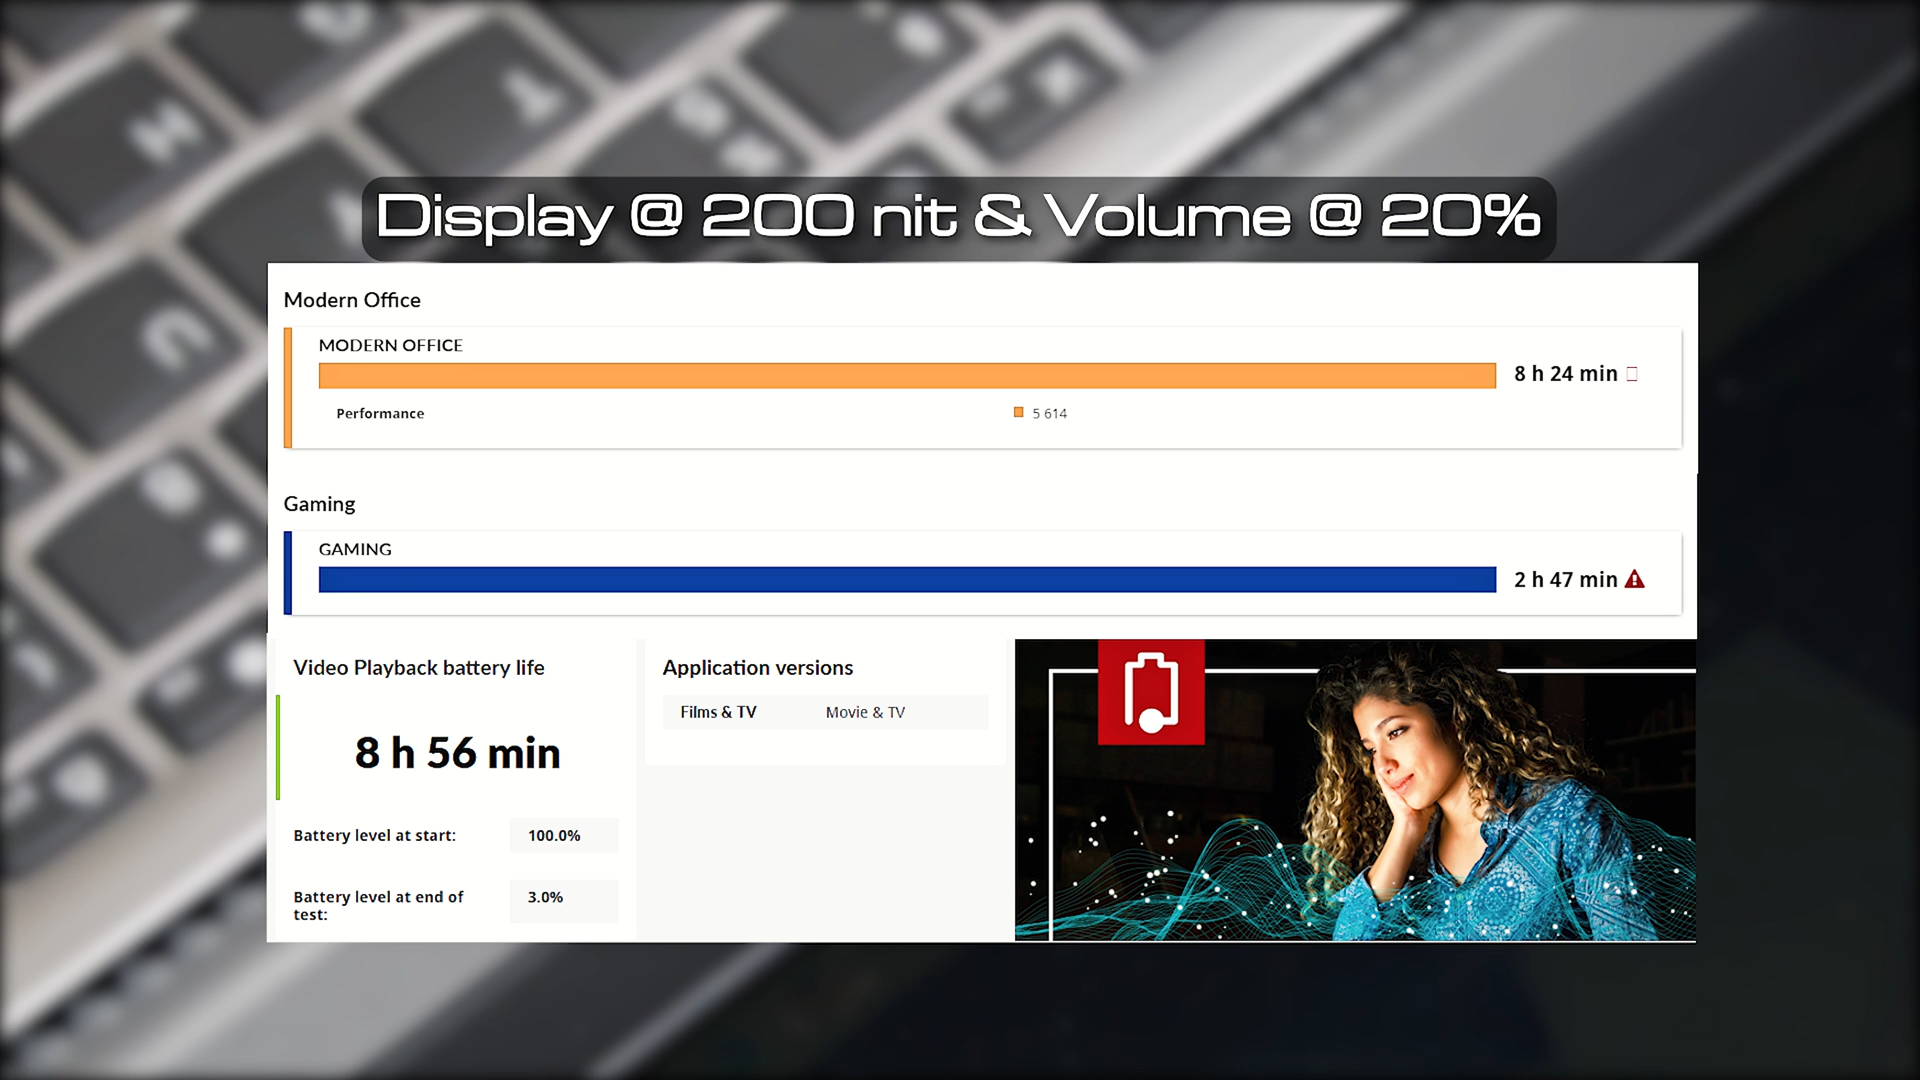 Display @ 200 nit & Volume @ 20%
Modern Office
MODERN OFFICE
8 h 24 min
Performance
5 614
Gaming
GAMING
2 h 47 min
Video Playback battery life
8 h 56 min
Battery level at start:
100.0%
Battery level at end of
test:
3.0%
Application versions
Films & TV
Movie & TV